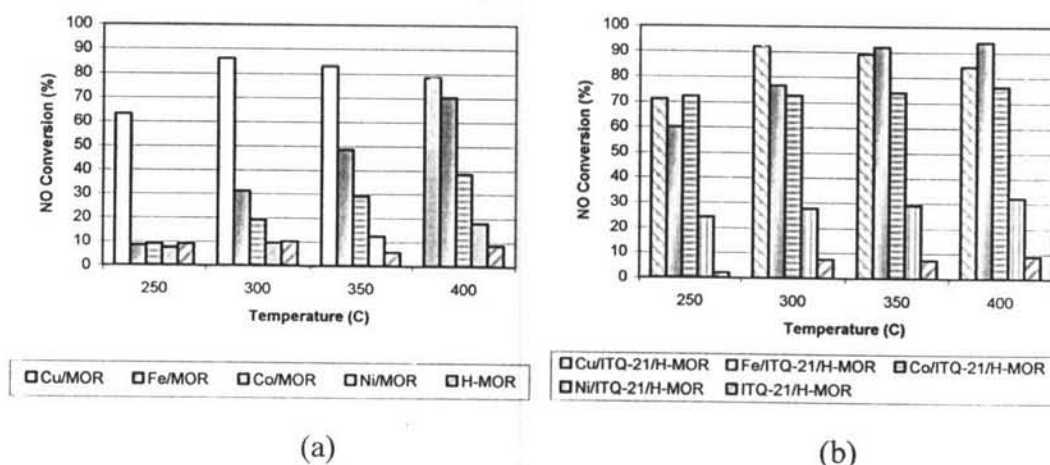 100
90
80
70
60
50
40
30
20
10
0
NO Conversion (%)
250 300 350 400
Temperature (C)
Cu/MOR Fe/MOR Co/MOR Ni/MOR H-MOR
(a)
100
90
80
70
60
50
40
30
20
10
0
NO Conversion (%)
250 300 350 400
Temperature (C)
Cu/ITQ-21/H-MOR Fe/ITQ-21/H-MOR Co/ITQ-21/H-MOR
Ni/ITQ-21/H-MOR ITQ-21/H-MOR
(b)